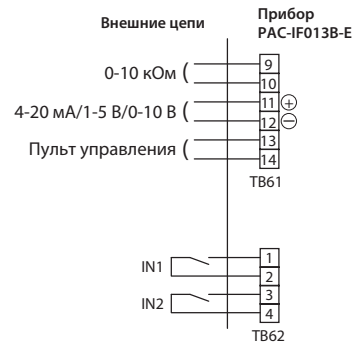 Внешние цепи
Прибор
PAC-IF013B-E
0-10 кОм (
9
10
4-20 мА/1-5 В/0-10 В (
11 +
12 −
Пульт управления (
13
14
TB61
IN1
1
2
IN2
3
4
TB62